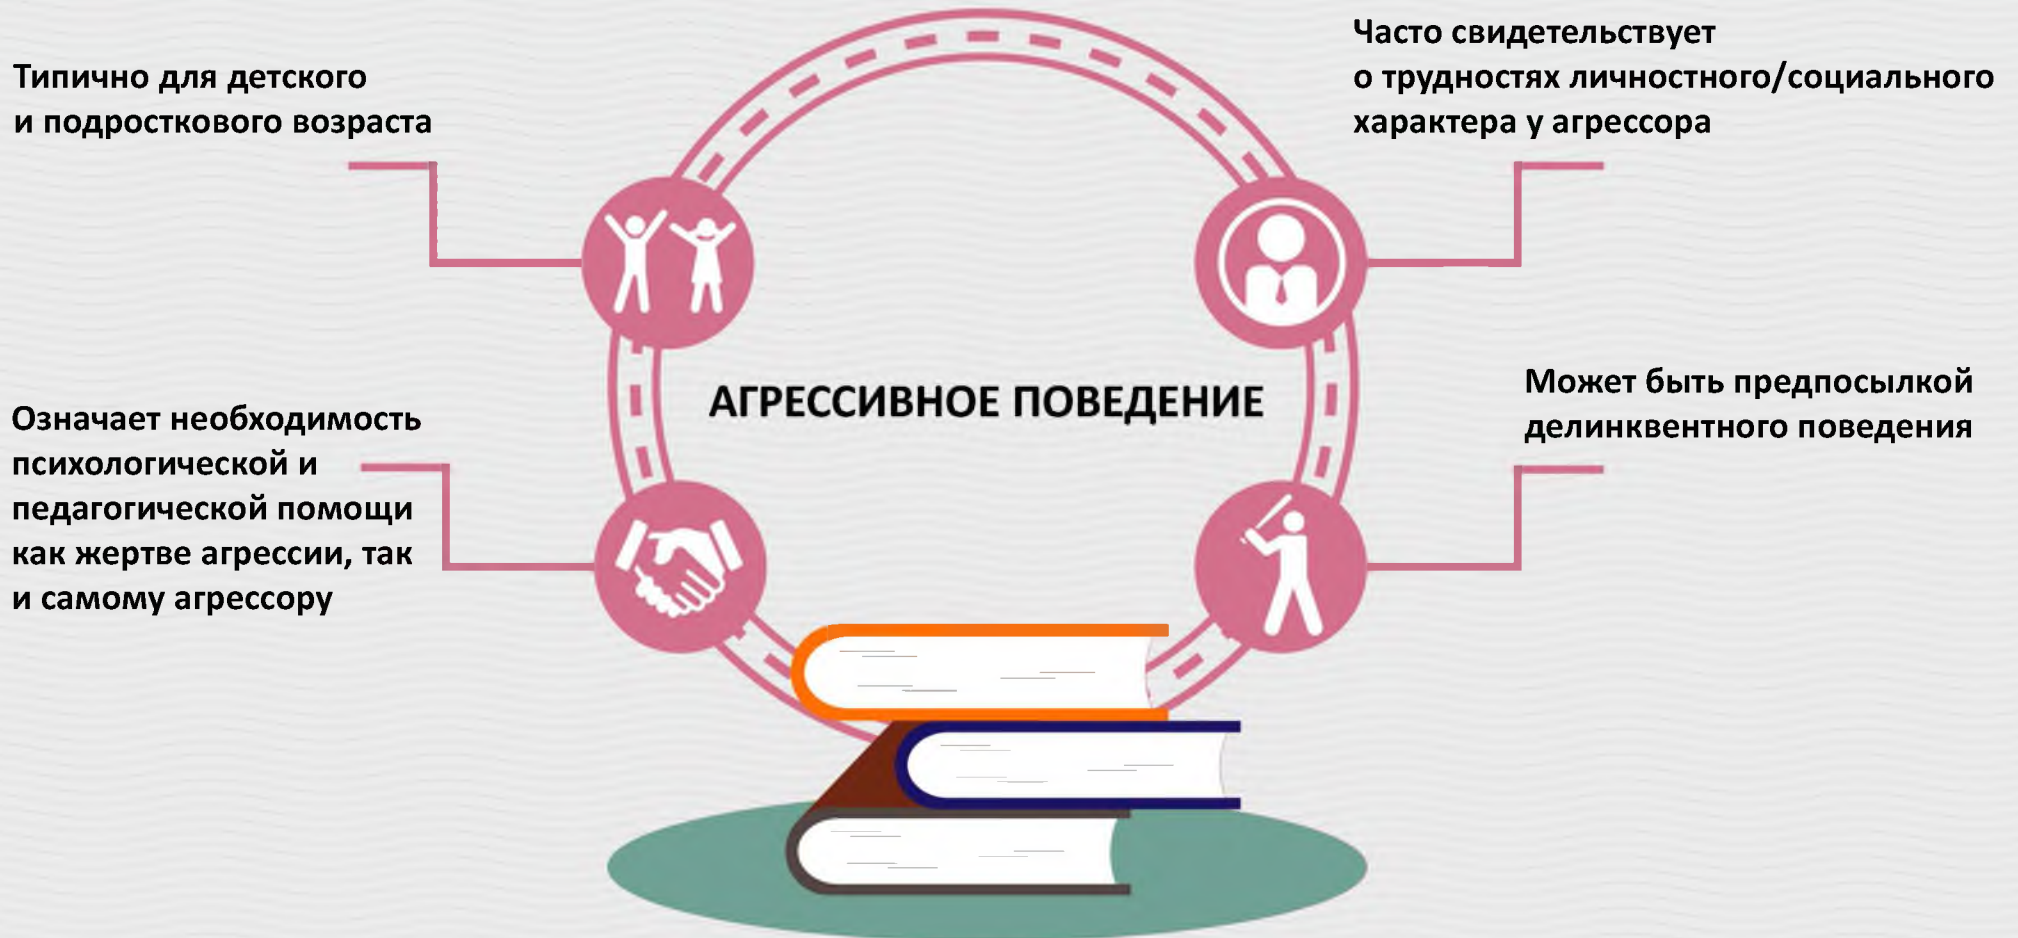 Типично для детского
и подросткового возраста
Часто свидетельствует
о трудностях личностного/социального
характера у агрессора
АГРЕССИВНОЕ ПОВЕДЕНИЕ
Означает необходимость
психологической и
педагогической помощи
как жертве агрессии, так
и самому агрессору
Может быть предпосылкой
делинквентного поведения